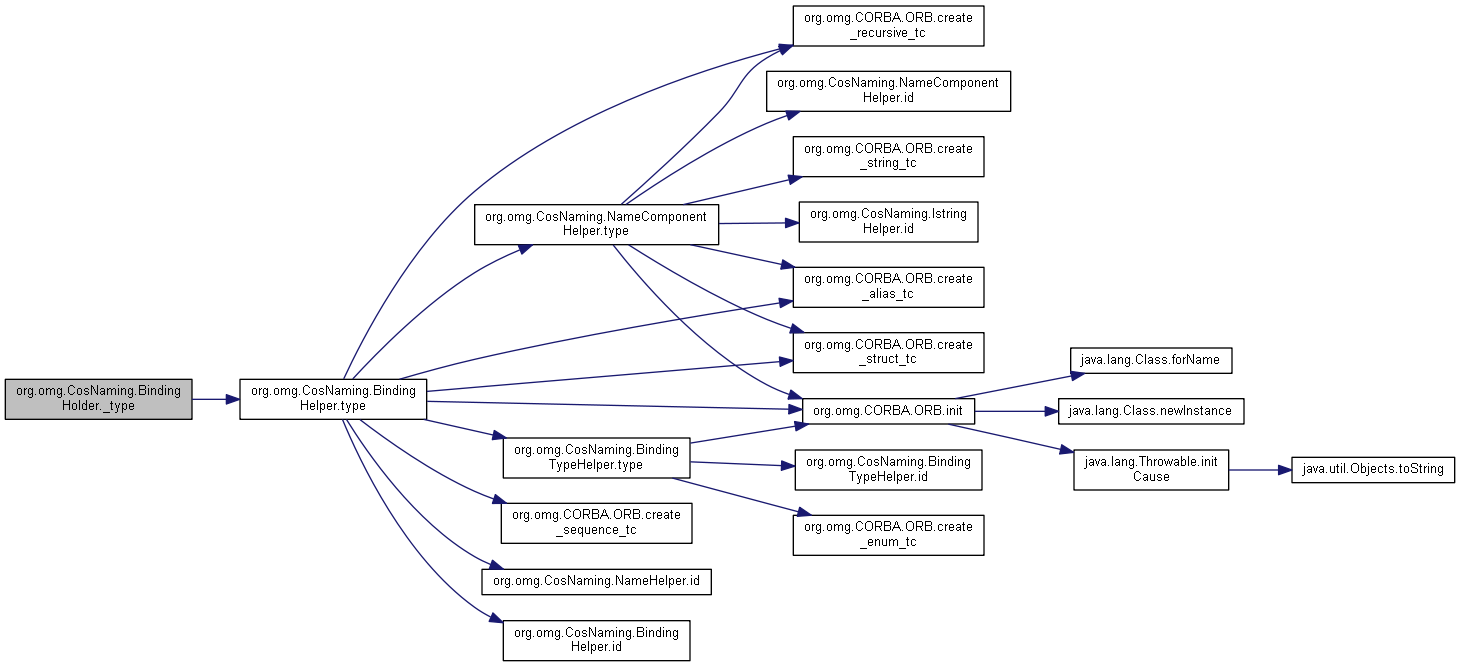 org.omg.CORBA.ORB.create
_recursive_tc
org.omg.CosNaming.NameComponent
Helper.id
org.omg.CORBA.ORB.create
_string_tc
org.omg.CosNaming.NameComponent
Helper.type
org.omg.CosNaming.Istring
Helper.id
org.omg.CORBA.ORB.create
_alias_tc
org.omg.CORBA.ORB.create
_struct_tc
java.lang.Class.forName
org.omg.CosNaming.Binding
Holder._type
org.omg.CosNaming.Binding
Helper.type
org.omg.CORBA.ORB.init
java.lang.Class.newInstance
org.omg.CosNaming.Binding
TypeHelper.type
org.omg.CosNaming.Binding
TypeHelper.id
java.lang.Throwable.init
Cause
java.util.Objects.toString
org.omg.CORBA.ORB.create
_sequence_tc
org.omg.CORBA.ORB.create
_enum_tc
org.omg.CosNaming.NameHelper.id
org.omg.CosNaming.Binding
Helper.id